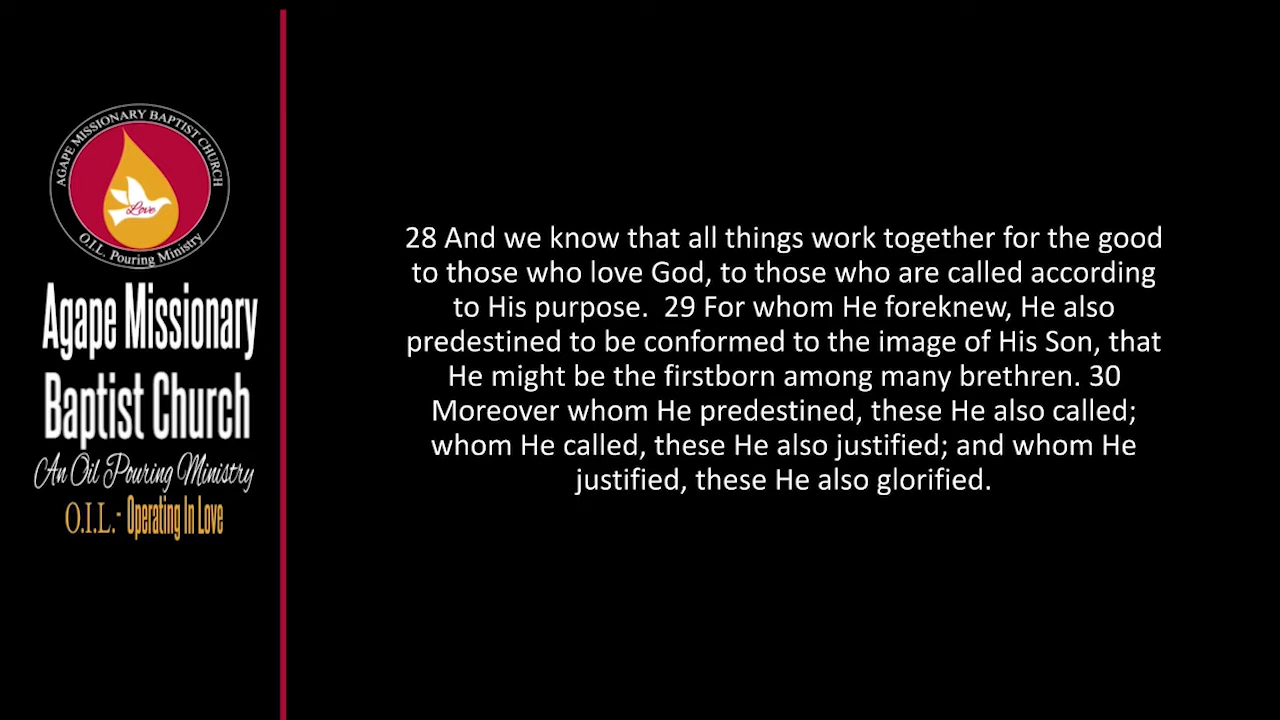 AGAPE MISSIONARY BAPTIST CHURCH
Love
O.I.L. Pouring Ministry
Agape Missionary
Baptist Church
An Oil Pouring Ministry
O.I.L.- Operating In Love
28 And we know that all things work together for the good
to those who love God, to those who are called according
to His purpose.  29 For whom He foreknew, He also
predestined to be conformed to the image of His Son, that
He might be the firstborn among many brethren. 30
Moreover whom He predestined, these He also called;
whom He called, these He also justified; and whom He
justified, these He also glorified.